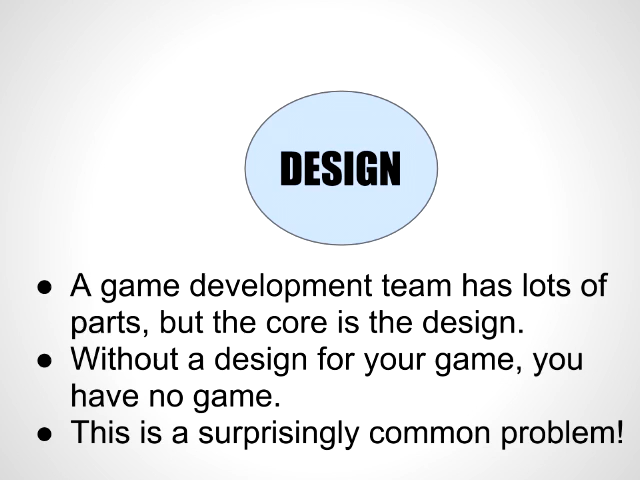 DESIGN
● A game development team has lots of
parts, but the core is the design.
● Without a design for your game, you
have no game.
● This is a surprisingly common problem!